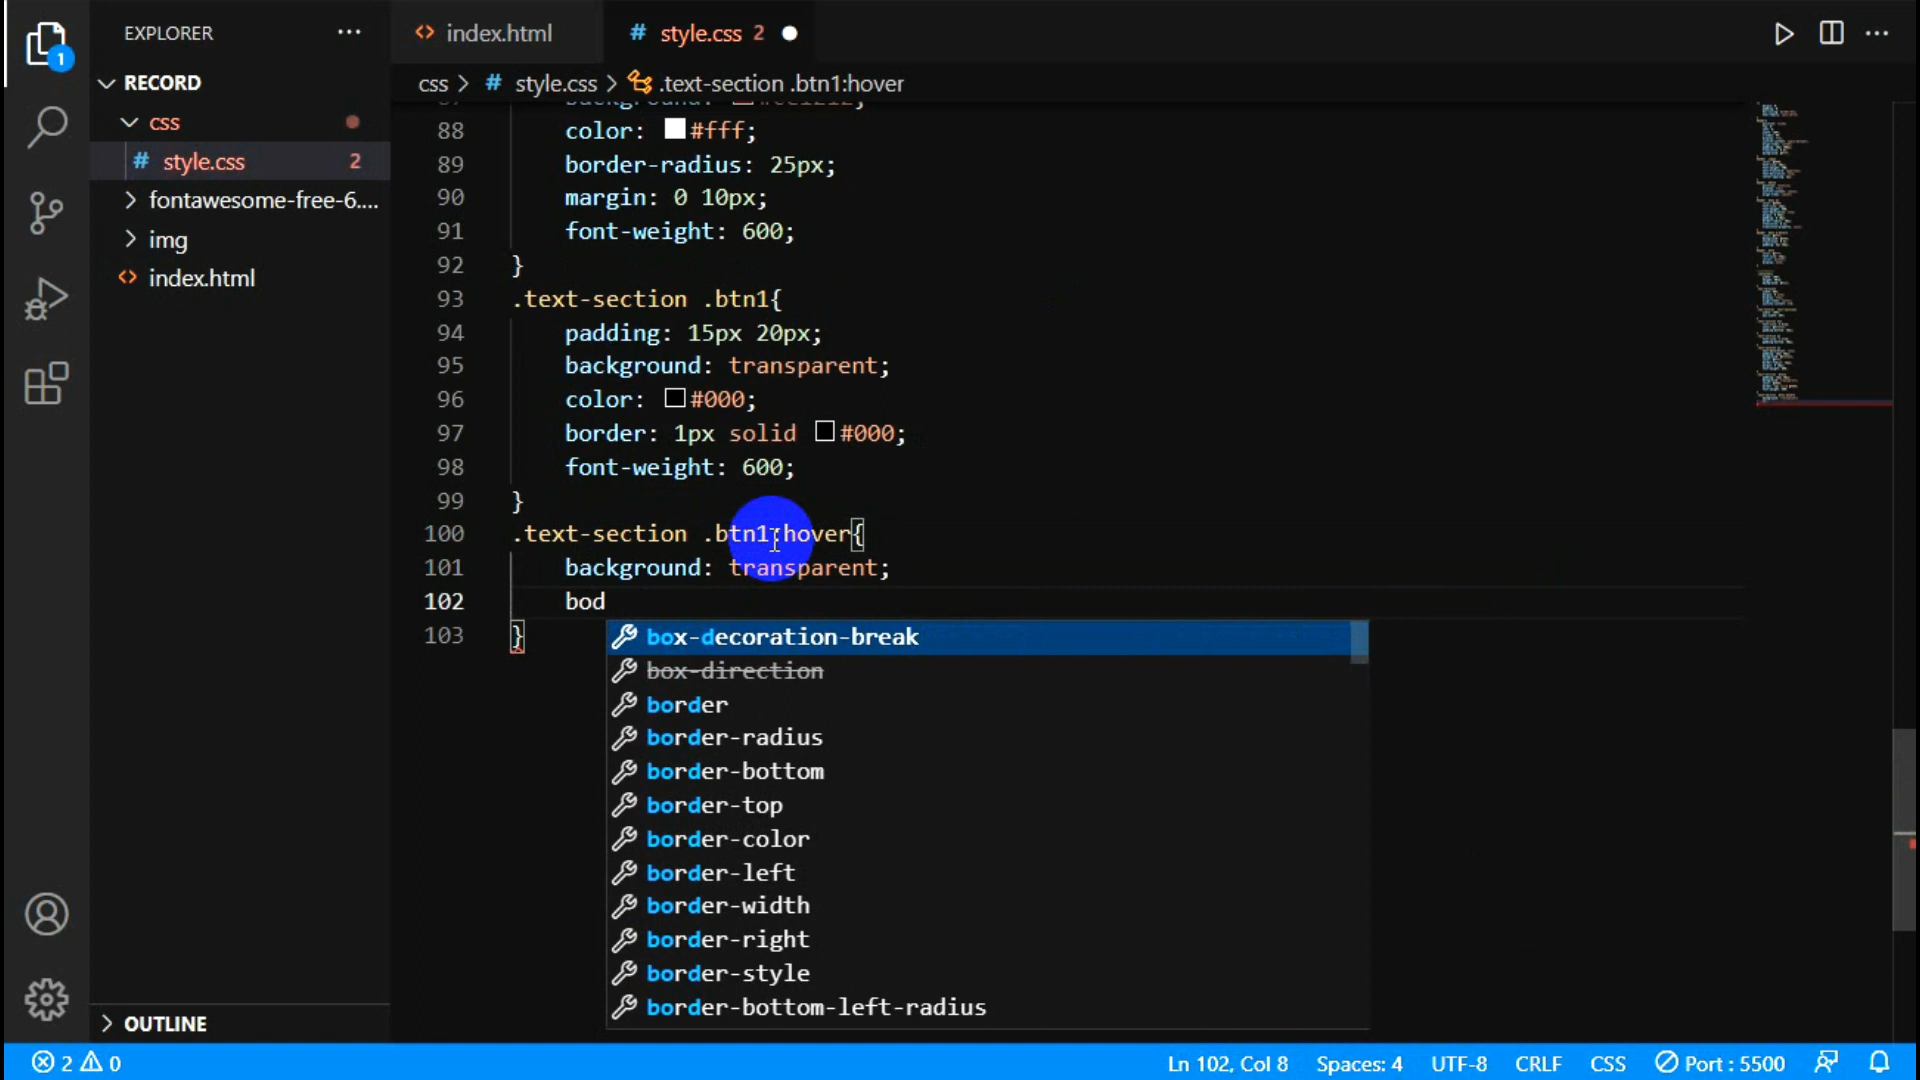 EXPLORER
index.html
# style.css 2
1
RECORD
css > # style.css > .text-section .btn1:hover
css
88 color: #fff;
# style.css 2
89 border-radius: 25px;
fontawesome-free-6....
90 margin: 0 10px;
img
91 font-weight: 600;
index.html
92 }
93 .text-section .btn1{
94 padding: 15px 20px;
95 background: transparent;
96 color: #000;
97 border: 1px solid #000;
98 font-weight: 600;
99 }
100 .text-section .btn1:hover{
101 background: transparent;
102 bod
103 }
box-decoration-break
box-direction
border
border-radius
border-bottom
border-top
border-color
border-left
border-width
border-right
border-style
border-bottom-left-radius
OUTLINE
2 0
Ln 102, Col 8 Spaces: 4 UTF-8 CRLF CSS Port : 5500